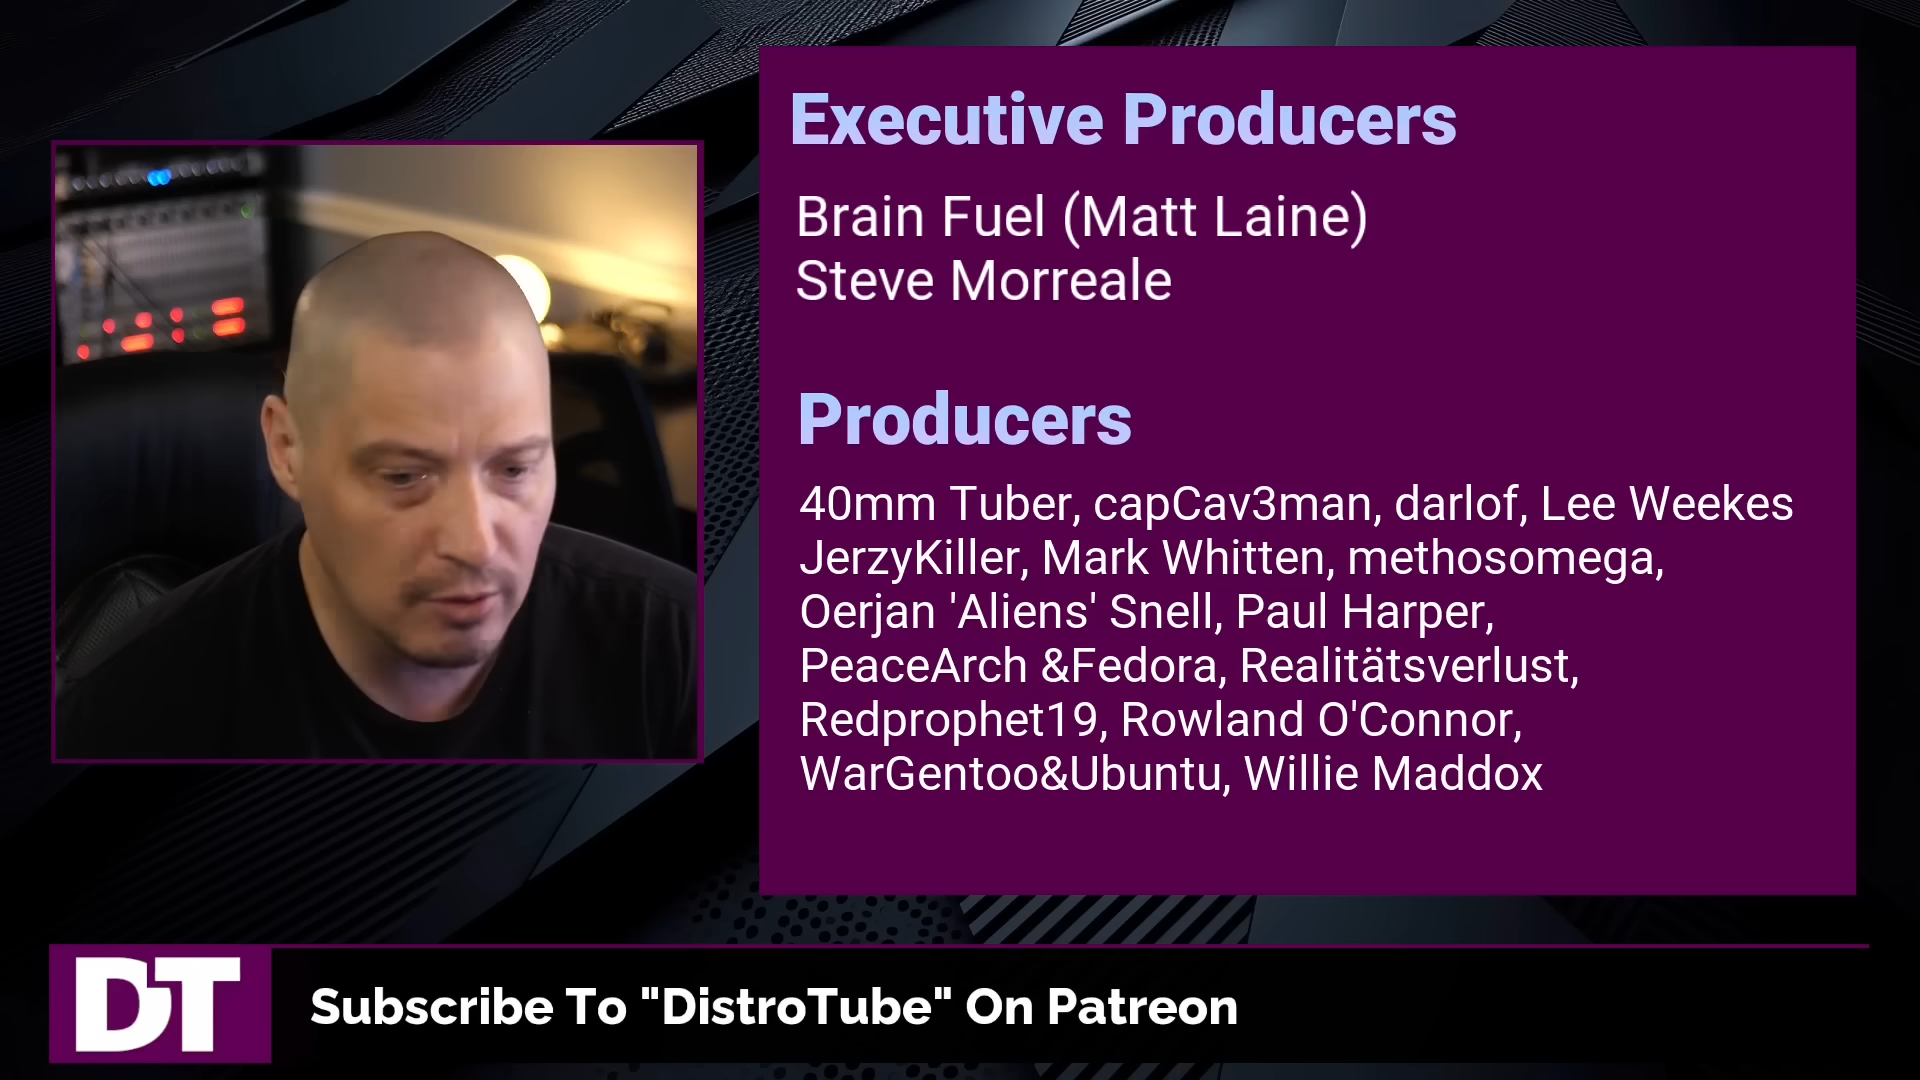 Executive Producers
Brain Fuel (Matt Laine)
Steve Morreale
Producers
40mm Tuber, capCav3man, darlof, Lee Weekes
JerzyKiller, Mark Whitten, methosomega,
Oerjan 'Aliens' Snell, Paul Harper,
PeaceArch &Fedora, Realitätsverlust,
Redprophet19, Rowland O'Connor,
WarGentoo&Ubuntu, Willie Maddox
DT
Subscribe To "DistroTube" On Patreon